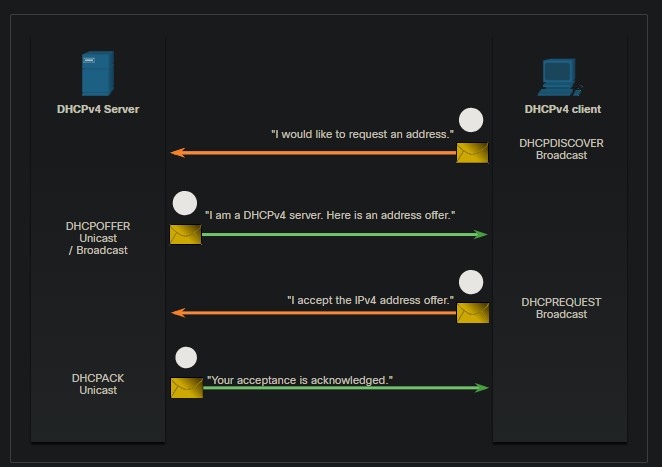 DHCPv4 Server
DHCPv4 client
"I would like to request an address."
DHCPDISCOVER
Broadcast
"I am a DHCPv4 server. Here is an address offer."
DHCPOFFER
Unicast
/ Broadcast
"I accept the IPv4 address offer."
DHCPREQUEST
Broadcast
"Your acceptance is acknowledged."
DHCPACK
Unicast